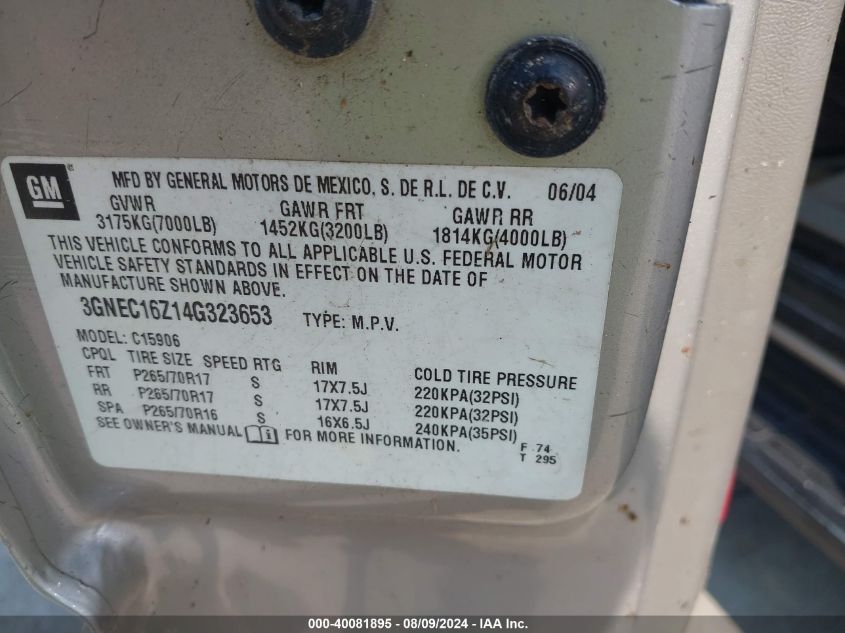 GM
MFD BY GENERAL MOTORS DE MEXICO, S. DE R.L. DE C.V. 06/04
GVWR GAWR FRT GAWR RR
3175KG(7000LB) 1452KG(3200LB) 1814KG(4000LB)
THIS VEHICLE CONFORMS TO ALL APPLICABLE U.S. FEDERAL MOTOR
VEHICLE SAFETY STANDARDS IN EFFECT ON THE DATE OF
MANUFACTURE SHOWN ABOVE.
3GNEC16Z14G323653 TYPE: M.P.V.
MODEL: C15906
CPQL TIRE SIZE SPEED RTG RIM COLD TIRE PRESSURE
FRT P265/70R17 S 17X7.5J 220KPA(32PSI)
RR P265/70R17 S 17X7.5J 220KPA(32PSI)
SPA P265/70R16 S 16X6.5J 240KPA(35PSI)
SEE OWNER'S MANUAL FOR MORE INFORMATION.
F 74
T 295
000-40081895 - 08/09/2024 - IAA Inc.